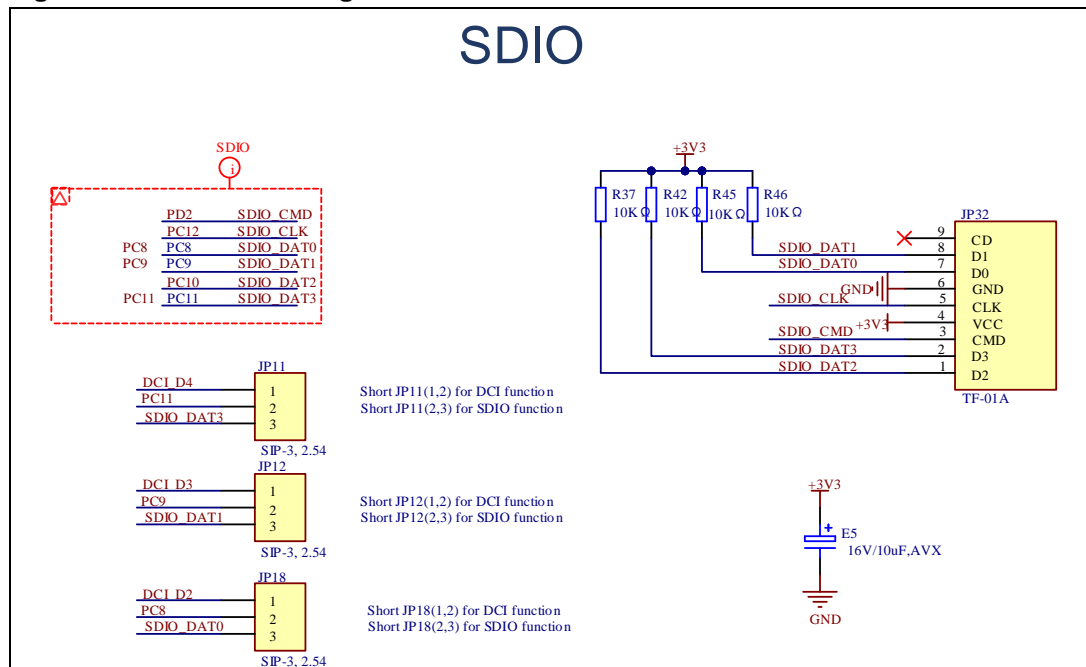 SDIO
SDIO
i
PD2 SDIO_CMD
PC12 SDIO_CLK
PC8 PC8 SDIO_DAT0
PC9 PC9 SDIO_DAT1
PC10 SDIO_DAT2
PC11 PC11 SDIO_DAT3
+3V3
R37 R42 R45 R46
10KΩ 10KΩ 10KΩ 10KΩ
JP32
9 CD
SDIO_DAT1 8 D1
SDIO_DAT0 7 D0
GND 6 GND
SDIO_CLK 5 CLK
+3V3 4 VCC
SDIO_CMD 3 CMD
SDIO_DAT3 2 D3
SDIO_DAT2 1 D2
TF-01A
JP11
DCI_D4 1
PC11 2
SDIO_DAT3 3
SIP-3, 2.54
Short JP11(1,2) for DCI function
Short JP11(2,3) for SDIO function
JP12
DCI_D3 1
PC9 2
SDIO_DAT1 3
SIP-3, 2.54
Short JP12(1,2) for DCI function
Short JP12(2,3) for SDIO function
JP18
DCI_D2 1
PC8 2
SDIO_DAT0 3
SIP-3, 2.54
Short JP18(1,2) for DCI function
Short JP18(2,3) for SDIO function
+3V3
+
E5
16V/10uF,AVX
GND